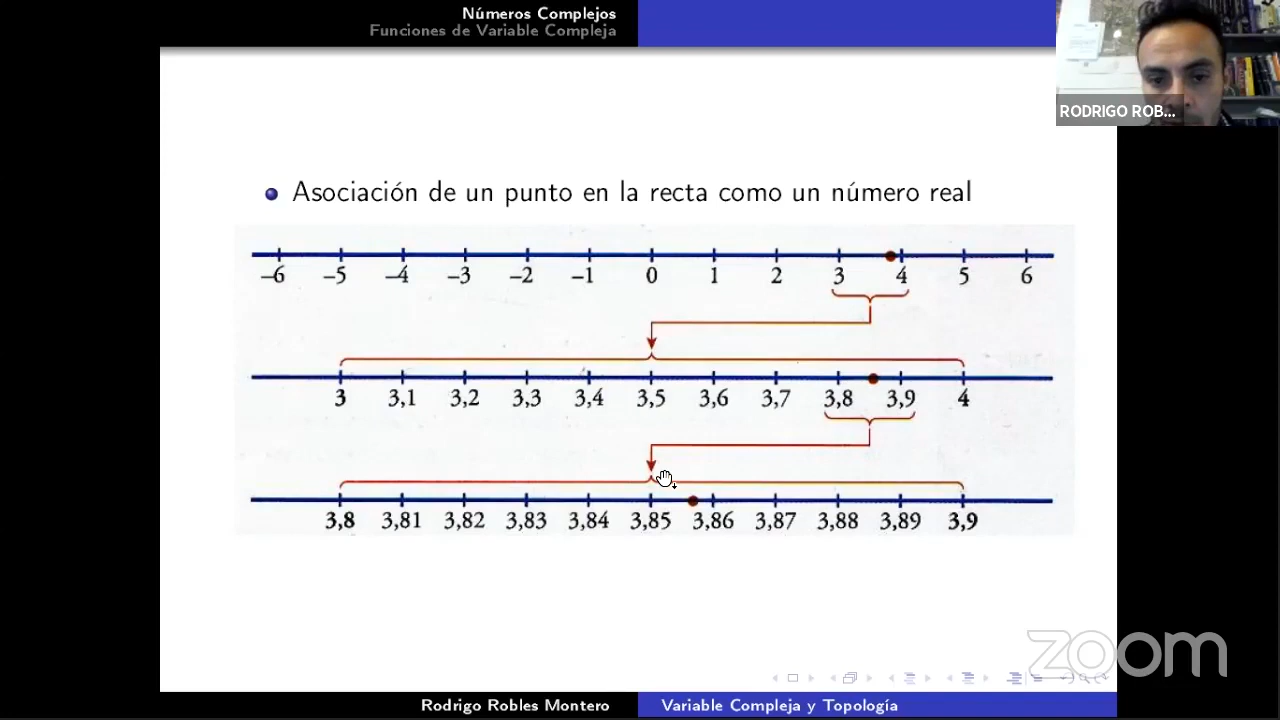 Números Complejos
Funciones de Variable Compleja
RODRIGO ROB...
Asociación de un punto en la recta como un número real
−6 −5 −4 −3 −2 −1 0 1 2 3 4 5 6
3 3,1 3,2 3,3 3,4 3,5 3,6 3,7 3,8 3,9 4
3,8 3,81 3,82 3,83 3,84 3,85 3,86 3,87 3,88 3,89 3,9
zoom
Rodrigo Robles Montero
Variable Compleja y Topología